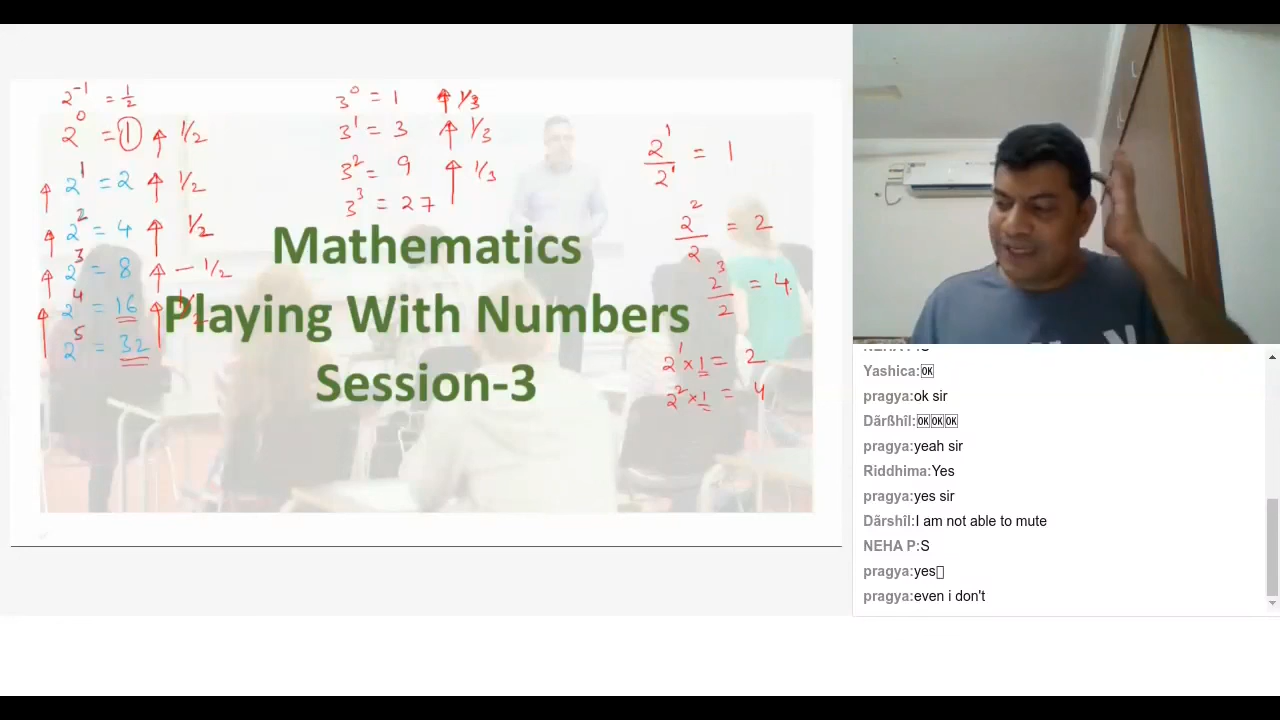 2⁻¹ = 1/2
2⁰ = 1 ↑ 1/2
↑ 2¹ = 2 ↑ 1/2
↑ 2² = 4 ↑ 1/2
↑ 2³ = 8 ↑ – 1/2
↑ 2⁴ = 16 ↑ 1/2
2⁵ = 32
3⁰ = 1 ↑ 1/3
3¹ = 3 ↑ 1/3
3² = 9 ↑ 1/3
3³ = 27
2¹/2¹ = 1
2²/2 = 2
2³/2 = 4.
2¹ × 1 = 2
2² × 1 = 4
Mathematics
Playing With Numbers
Session-3
Yashica:🆗
pragya:ok sir
Dãrßhîl:🆗🆗🆗
pragya:yeah sir
Riddhima:Yes
pragya:yes sir
Dãrshîl:I am not able to mute
NEHA P:S
pragya:yes
pragya:even i don't